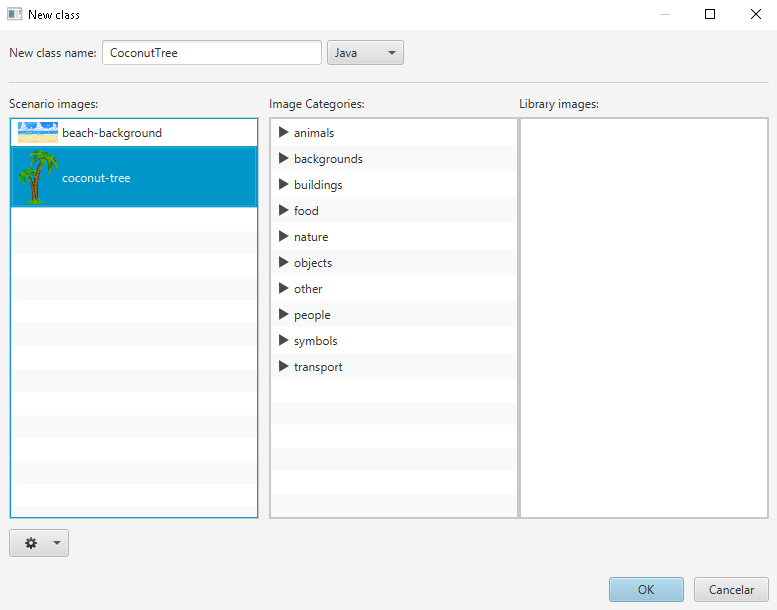 New class
New class name: CoconutTree Java
Scenario images:
beach-background
coconut-tree
Image Categories:
animals
backgrounds
buildings
food
nature
objects
other
people
symbols
transport
Library images:
OK Cancelar